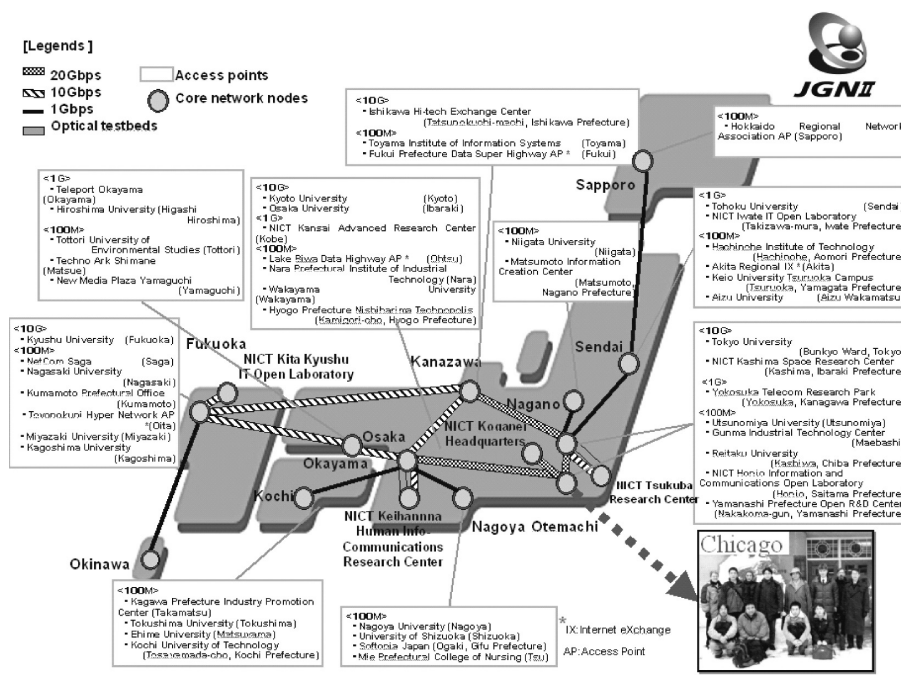 [Legends ]
20Gbps
10Gbps
1Gbps
Optical testbeds
Access points
Core network nodes
JGNII
<10G>
・Ishikawa Hi-tech Exchange Center
(Tatsunokuchi-machi, Ishikawa Prefecture)
<100M>
・Toyama Institute of Information Systems (Toyama)
・Fukui Prefecture Data Super Highway AP * (Fukui)
<100M>
・Hokkaido Regional Network
Association AP (Sapporo)
<1G>
・Teleport Okayama
(Okayama)
・Hiroshima University (Higashi
Hiroshima)
<100M>
・Tottori University of
Environmental Studies (Tottori)
・Techno Ark Shimane
(Matsue)
・New Media Plaza Yamaguchi
(Yamaguchi)
<10G>
・Kyoto University (Kyoto)
・Osaka University (Ibaraki)
<1G>
・NICT Kansai Advanced Research Center
(Kobe)
<100M>
・Lake Biwa Data Highway AP * (Ohtsu)
・Nara Prefectural Institute of Industrial
Technology (Nara)
・Wakayama University
(Wakayama)
・Hyogo Prefecture Nishiharima Technopolis
(Kamigori-cho, Hyogo Prefecture)
<100M>
・Niigata University
(Niigata)
・Matsumoto Information
Creation Center
(Matsumoto,
Nagano Prefecture)
<1G>
・Tohoku University (Sendai
・NICT Iwate IT Open Laboratory
(Takizawa-mura, Iwate Prefecture)
<100M>
・Hachinohe Institute of Technology
(Hachinohe, Aomori Prefecture)
・Akita Regional IX * (Akita)
・Keio University Tsuruoka Campus
(Tsuruoka, Yamagata Prefecture)
・Aizu University (Aizu Wakamatsu
<10G>
・Kyushu University (Fukuoka)
<100M>
・NetCom Saga (Saga)
・Nagasaki University
(Nagasaki)
・Kumamoto Prefectural Office
(Kumamoto)
・Toyonokuni Hyper Network AP
*(Oita)
・Miyazaki University (Miyazaki)
・Kagoshima University
(Kagoshima)
<10G>
・Tokyo University
(Bunkyo Ward, Tokyo
・NICT Kashima Space Research Center
(Kashima, Ibaraki Prefecture)
<1G>
・Yokosuka Telecom Research Park
(Yokosuka, Kanagawa Prefecture)
<100M>
・Utsunomiya University (Utsunomiya)
・Gunma Industrial Technology Center
(Maebashi
・Reitaku University
(Kashiwa, Chiba Prefecture
・NICT Honjo Information and
Communications Open Laboratory
(Honjo, Saitama Prefecture)
・Yamanashi Prefecture Open R&D Center
(Nakakoma-gun, Yamanashi Prefecture)
Sapporo
Sendai
Fukuoka
NICT Kita Kyushu
IT Open Laboratory
Kanazawa
Nagano
NICT Koganei
Headquarters
Osaka
Okayama
Kochi
NICT Keihannna
Human Info-
Communications
Research Center
Nagoya
Otemachi
NICT Tsukuba
Research Center
Okinawa
Chicago
<100M>
・Kagawa Prefecture Industry Promotion
Center (Takamatsu)
・Tokushima University (Tokushima)
・Ehime University (Matsuyama)
・Kochi University of Technology
(Tosayamada-cho, Kochi Prefecture)
<100M>
・Nagoya University (Nagoya)
・University of Shizuoka (Shizuoka)
・Softopia Japan (Ogaki, Gifu Prefecture)
・Mie Prefectural College of Nursing (Tsu)
*
IX:Internet eXchange
AP:Access Point